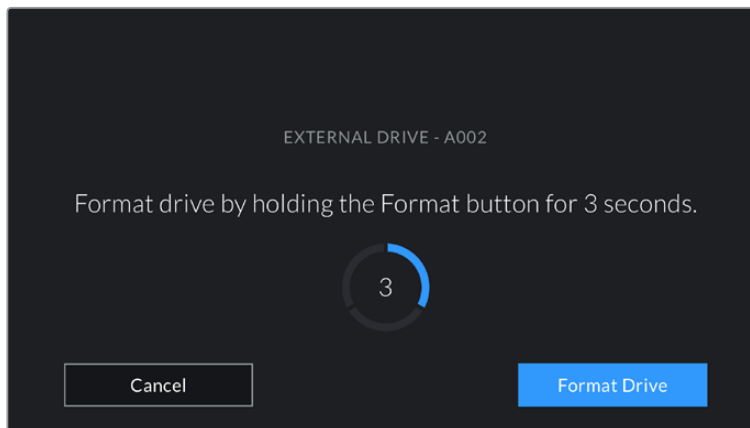 EXTERNAL DRIVE - A002
Format drive by holding the Format button for 3 seconds.
3
Cancel
Format Drive